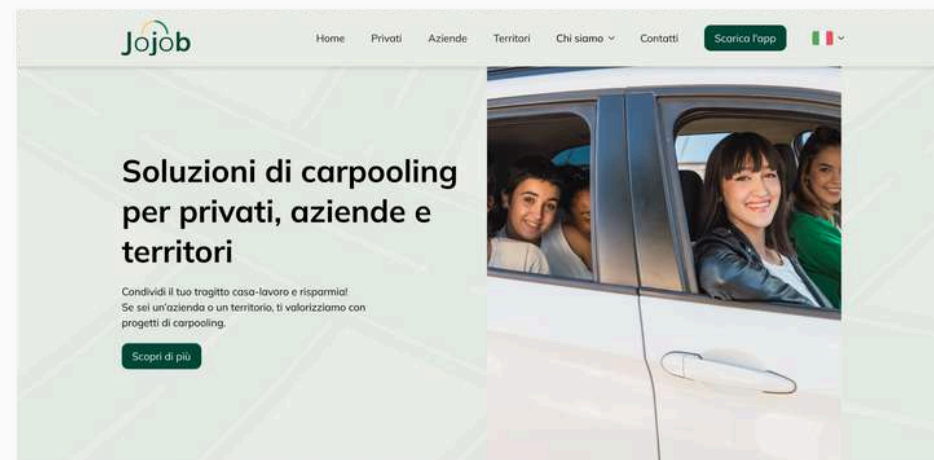 Jojob
Home Privati Aziende Territori Chi siamo Contatti Scarica l'app
Soluzioni di carpooling
per privati, aziende e
territori
Condividi il tuo tragitto casa-lavoro e risparmia!
Se sei un'azienda o un territorio, ti valorizziamo con
progetti di carpooling.
Scopri di più